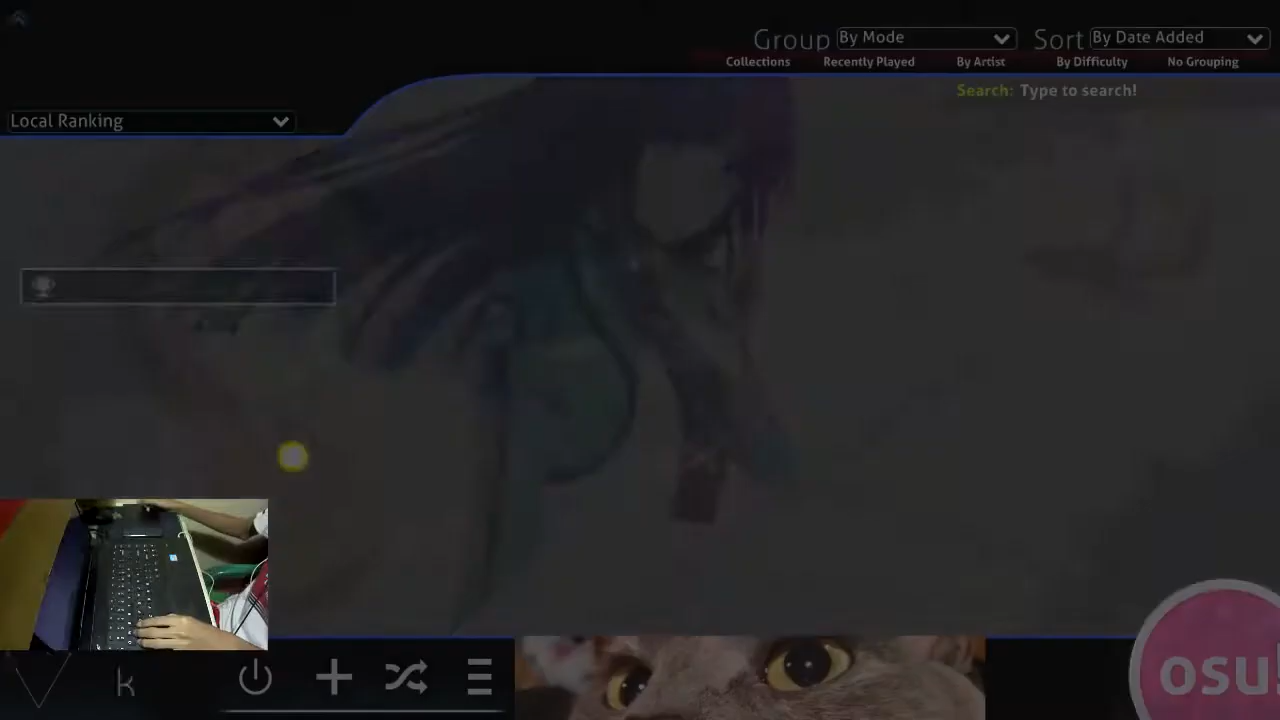 Group By Mode Sort By Date Added
Collections Recently Played By Artist By Difficulty No Grouping
Search: Type to search!
Local Ranking
k
osu!